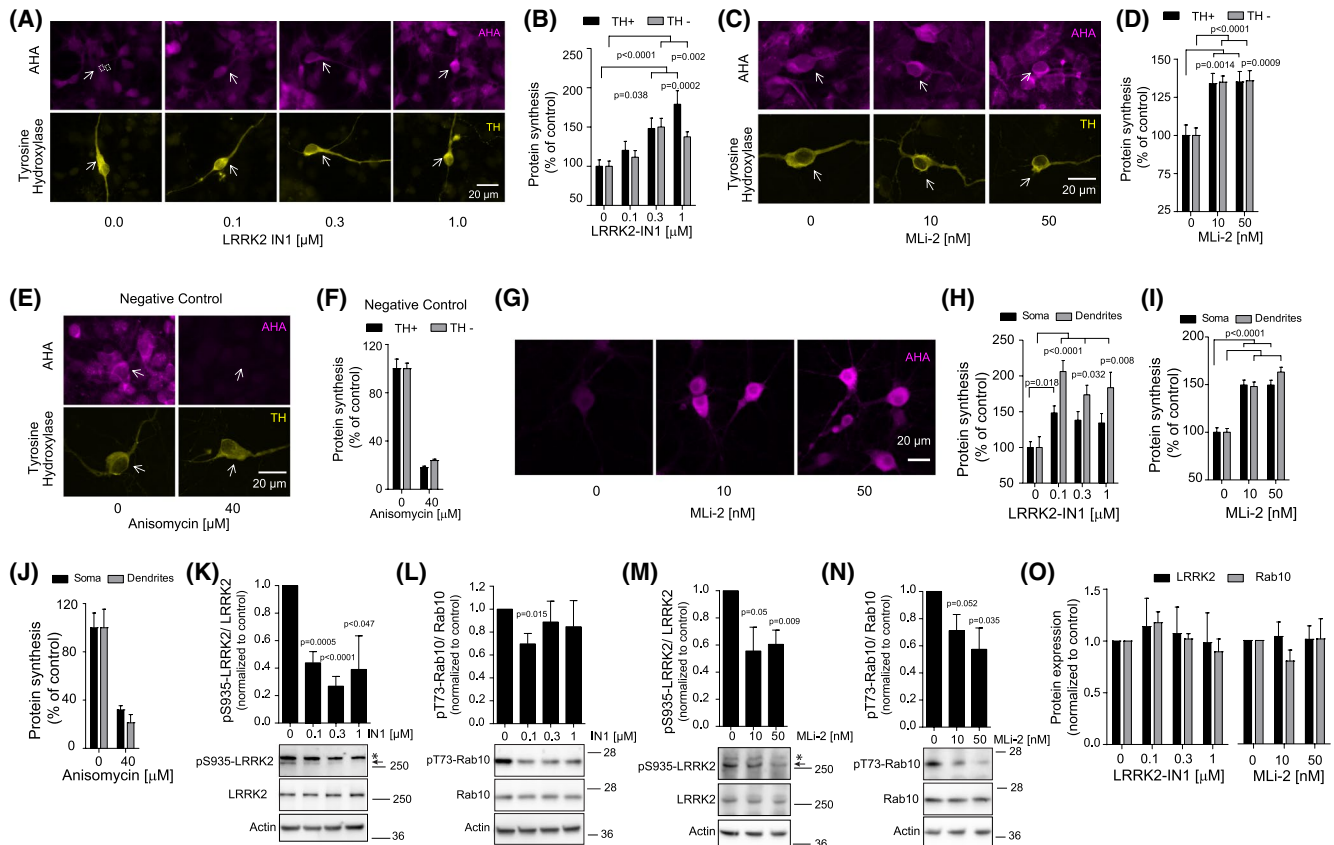 (A)
AHA
AHA
Tyrosine
Hydroxylase
TH
20 µm
0.0
0.1
0.3
1.0
LRRK2 IN1 [µM]
(B)
TH+
TH -
Protein synthesis
(% of control)
250
200
150
100
50
p<0.0001
p=0.002
p=0.038
p=0.0002
0
0.1
0.3
1
LRRK2-IN1 [µM]
(C)
AHA
AHA
Tyrosine
Hydroxylase
TH
20 µm
0
10
50
MLi-2 [nM]
(D)
TH+
TH -
Protein synthesis
(% of control)
150
125
100
75
25
p<0.0001
p=0.0014
p=0.0009
0
10
50
MLi-2 [nM]
(E)
Negative Control
AHA
AHA
Tyrosine
Hydroxylase
TH
20 µm
0
40
Anisomycin [µM]
(F)
Negative Control
TH+
TH -
Protein synthesis
(% of control)
120
80
40
0
0
40
Anisomycin [µM]
(G)
AHA
20 µm
0
10
50
MLi-2 [nM]
(H)
Soma
Dendrites
Protein synthesis
(% of control)
250
200
150
100
50
p<0.0001
p=0.008
p=0.018
p=0.032
0
0.1
0.3
1
LRRK2-IN1 [µM]
(I)
Soma
Dendrites
Protein synthesis
(% of control)
200
150
100
50
p<0.0001
0
10
50
MLi-2 [nM]
(J)
Soma
Dendrites
Protein synthesis
(% of control)
120
80
40
0
0
40
Anisomycin [µM]
(K)
pS935-LRRK2/ LRRK2
(normalized to control)
1.0
0.8
0.6
0.4
0.2
0.0
p=0.0005
p<0.0001
p<0.047
0
0.1
0.3
1
IN1 [µM]
pS935-LRRK2
*
250
LRRK2
250
Actin
36
(L)
pT73-Rab10/ Rab10
(normalized to control)
1.2
1.0
0.8
0.6
0.4
0.2
0.0
p=0.015
0
0.1
0.3
1
IN1 [µM]
pT73-Rab10
28
Rab10
28
Actin
36
(M)
pS935-LRRK2/ LRRK2
(normalized to control)
1.0
0.8
0.6
0.4
0.2
0.0
p=0.05
p=0.009
0
10
50
MLi-2 [nM]
pS935-LRRK2
*
250
LRRK2
250
Actin
36
(N)
pT73-Rab10/ Rab10
(normalized to control)
1.0
0.8
0.6
0.4
0.2
0.0
p=0.052
p=0.035
0
10
50
MLi-2 [nM]
pT73-Rab10
28
Rab10
28
Actin
36
(O)
LRRK2
Rab10
Protein expression
(normalized to control)
1.5
1.0
0.5
0
0
0.1
0.3
1
LRRK2-IN1 [µM]
0
10
50
MLi-2 [nM]